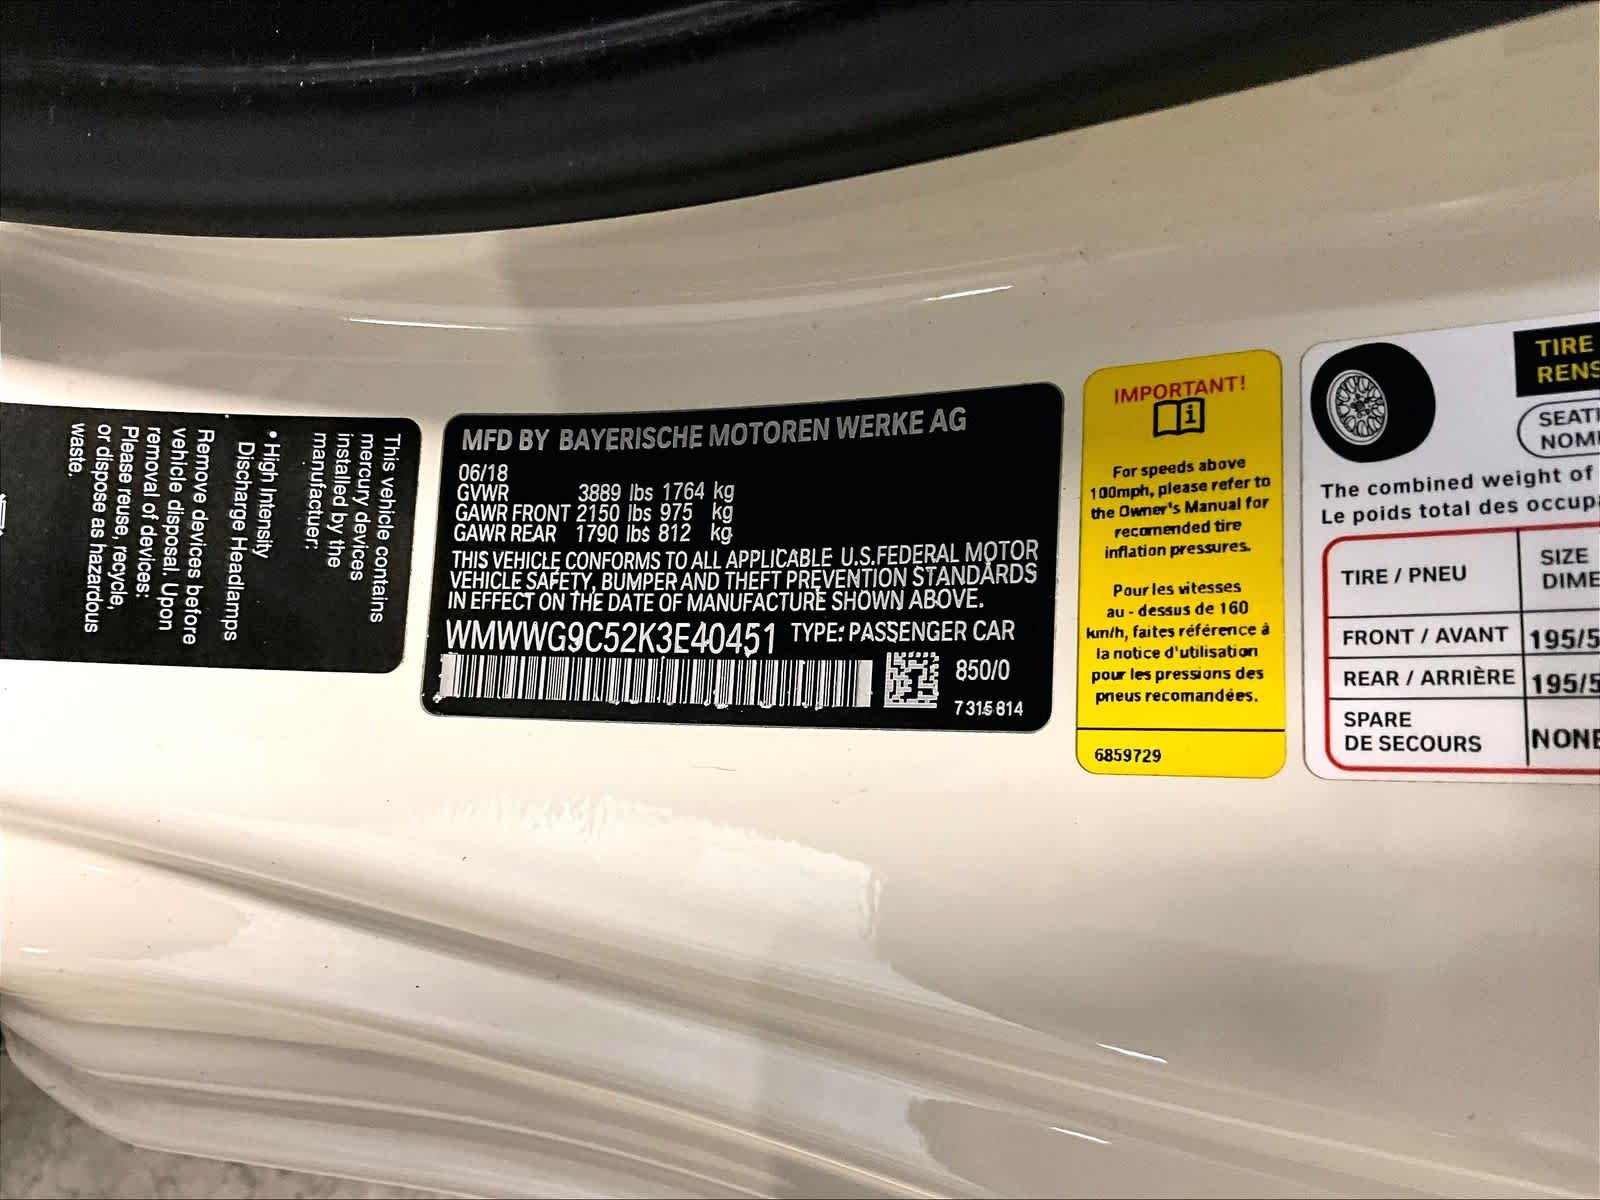 This vehicle contains
mercury devices
installed by the
manufactuer:
• High Intensity
Discharge Headlamps
Remove devices before
vehicle disposal. Upon
removal of devices:
Please reuse, recycle,
or dispose as hazardous
waste.
MFD BY BAYERISCHE MOTOREN WERKE AG
06/18
GVWR 3889 lbs 1764 kg
GAWR FRONT 2150 lbs 975 kg
GAWR REAR 1790 lbs 812 kg
THIS VEHICLE CONFORMS TO ALL APPLICABLE U.S.FEDERAL MOTOR
VEHICLE SAFETY, BUMPER AND THEFT PREVENTION STANDARDS
IN EFFECT ON THE DATE OF MANUFACTURE SHOWN ABOVE.
WMWWG9C52K3E40451 TYPE: PASSENGER CAR
850/0
7 315 814
IMPORTANT!
For speeds above
100mph, please refer to
the Owner's Manual for
recomended tire
inflation pressures.
Pour les vitesses
au - dessus de 160
km/h, faites référence à
la notice d'utilisation
pour les pressions des
pneus recomandées.
6859729
TIRE
RENS
SEATI
NOM
The combined weight of
Le poids total des occupa
TIRE / PNEU
SIZE
DIME
FRONT / AVANT 195/5
REAR / ARRIÈRE 195/5
SPARE
DE SECOURS
NONE